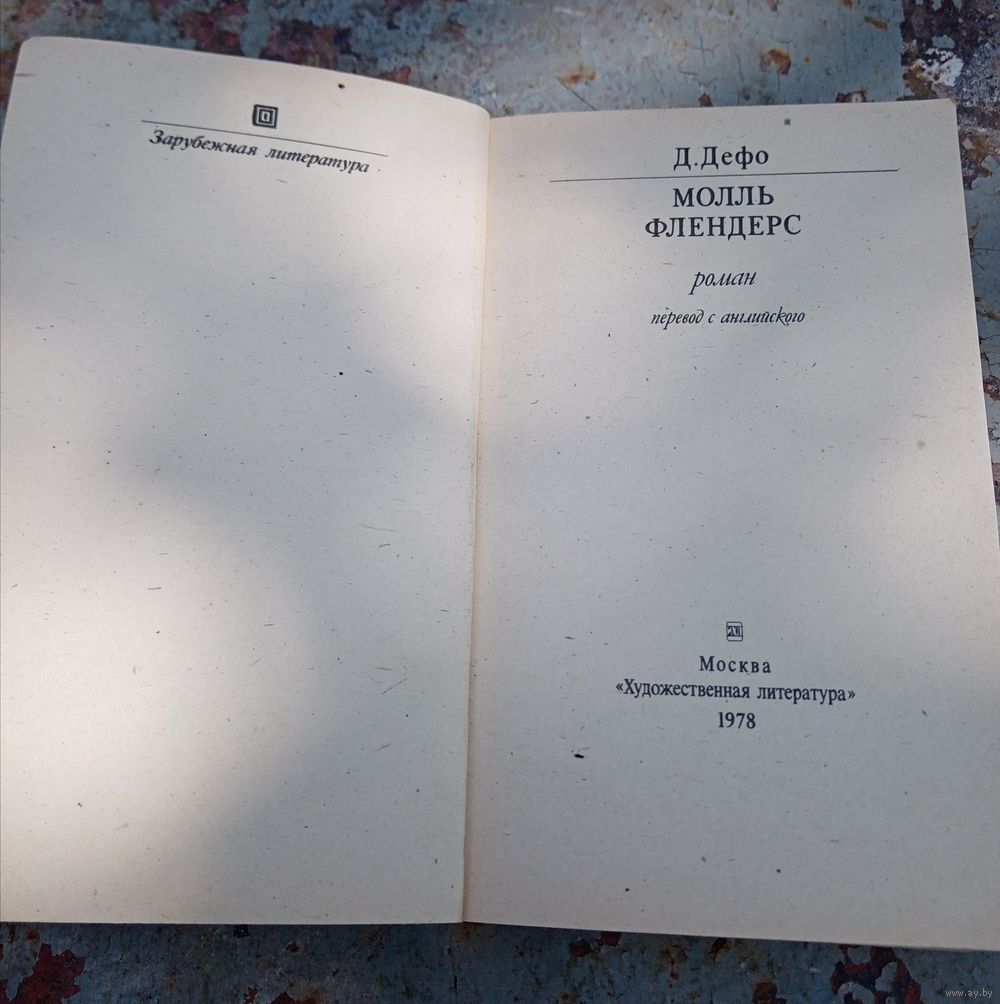 Зарубежная литература
Д.Дефо
МОЛЛЬ
ФЛЕНДЕРС
роман
перевод с английского
Москва
«Художественная литература»
1978
www.ay.by